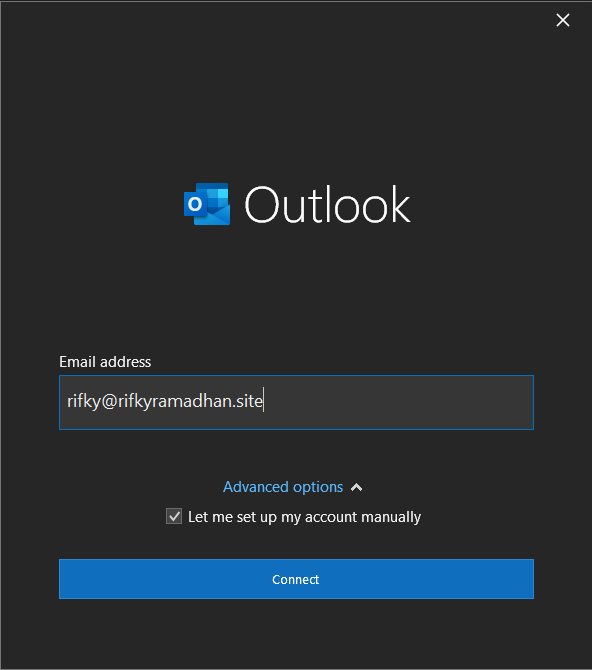 Outlook
Email address
rifky@rifkyramadhan.site
Advanced options
Let me set up my account manually
Connect